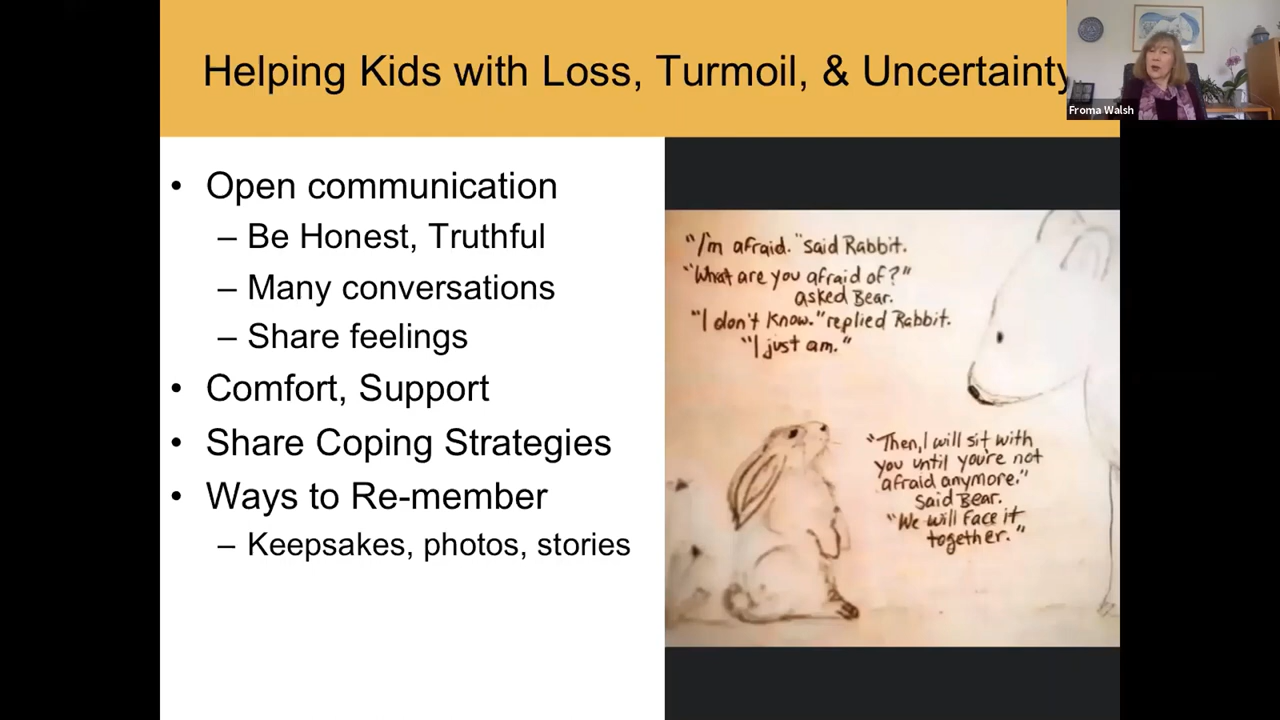 Helping Kids with Loss, Turmoil, & Uncertainty
Froma Walsh
• Open communication
– Be Honest, Truthful
– Many conversations
– Share feelings
• Comfort, Support
• Share Coping Strategies
• Ways to Re-member
– Keepsakes, photos, stories
"I'm afraid." said Rabbit.
"What are you afraid of?"
asked Bear.
"I don't know." replied Rabbit.
"I just am."
"Then, I will sit with
you until you're not
afraid anymore."
Said Bear.
"We will face it
together."